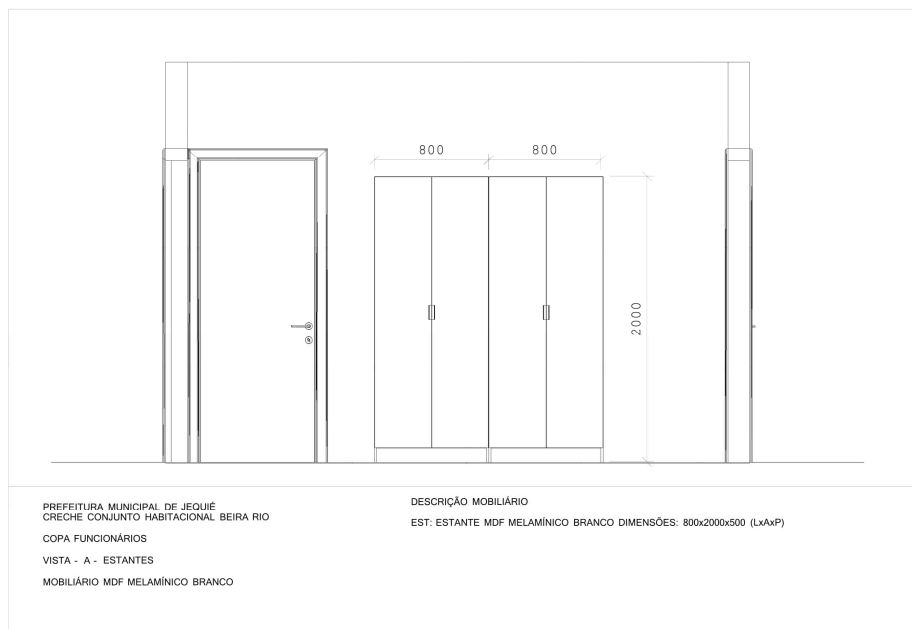 800
800
2000
PREFEITURA MUNICIPAL DE JEQUIÉ
CRECHE CONJUNTO HABITACIONAL BEIRA RIO
COPA FUNCIONÁRIOS
VISTA - A - ESTANTES
MOBILIÁRIO MDF MELAMÍNICO BRANCO
DESCRIÇÃO MOBILIÁRIO
EST: ESTANTE MDF MELAMÍNICO BRANCO DIMENSÕES: 800x2000x500 (LxAxP)